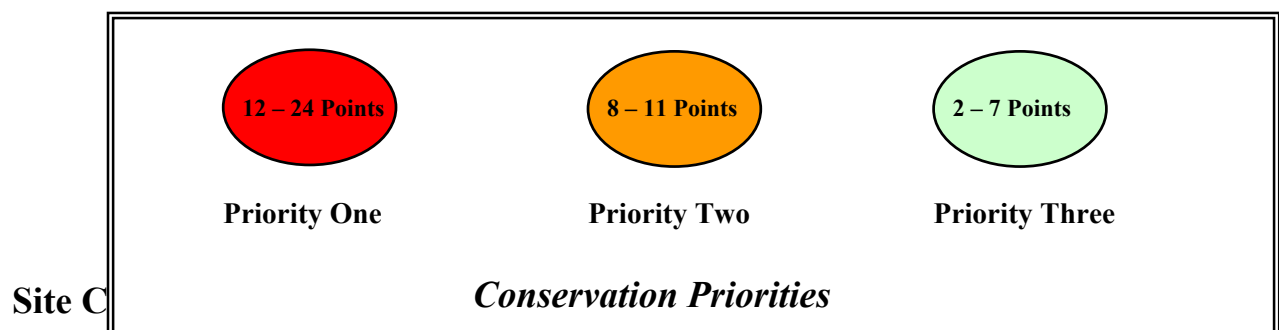 12 – 24 Points 8 – 11 Points 2 – 7 Points
Priority One Priority Two Priority Three
Site C
Conservation Priorities